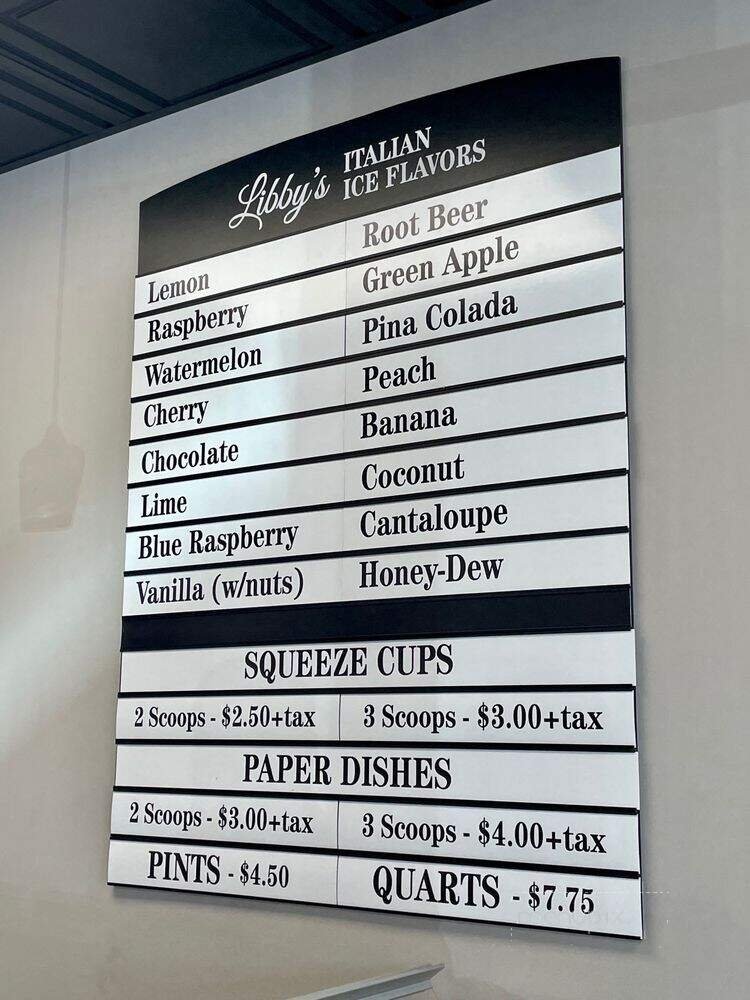 Libby's ITALIAN
ICE FLAVORS
Lemon Root Beer
Raspberry Green Apple
Watermelon Pina Colada
Cherry Peach
Chocolate Banana
Lime Coconut
Blue Raspberry Cantaloupe
Vanilla (w/nuts) Honey-Dew
SQUEEZE CUPS
2 Scoops - $2.50+tax 3 Scoops - $3.00+tax
PAPER DISHES
2 Scoops - $3.00+tax 3 Scoops - $4.00+tax
PINTS - $4.50 QUARTS - $7.75